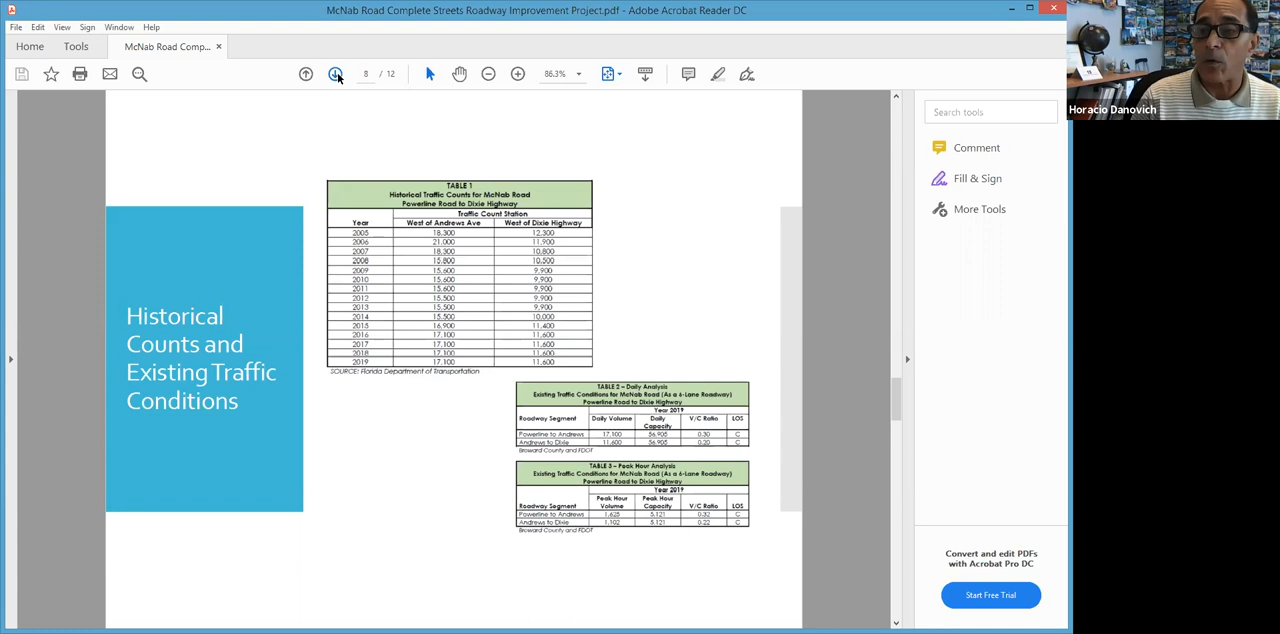 McNab Road Complete Streets Roadway Improvement Project.pdf - Adobe Acrobat Reader DC
File Edit View Sign Window Help
Home Tools McNab Road Comp... ×
8 / 12 86.3%
Horacio Danovich
Search tools
Comment
Fill & Sign
More Tools
Historical
Counts and
Existing Traffic
Conditions
TABLE 1
Historical Traffic Counts for McNab Road
Powerline Road to Dixie Highway
Traffic Count Station
Year West of Andrews Ave West of Dixie Highway
2005 18,300 12,300
2006 21,000 11,900
2007 18,300 10,800
2008 15,800 10,500
2009 15,600 9,900
2010 15,600 9,900
2011 15,600 9,900
2012 15,500 9,900
2013 15,500 9,900
2014 15,500 10,000
2015 16,900 11,400
2016 17,100 11,600
2017 17,100 11,600
2018 17,100 11,600
2019 17,100 11,600
SOURCE: Florida Department of Transportation
TABLE 2 – Daily Analysis
Existing Traffic Conditions for McNab Road (As a 6-Lane Roadway)
Powerline Road to Dixie Highway
Year 2019
Roadway Segment Daily Volume Daily Capacity V/C Ratio LOS
Powerline to Andrews 17,100 56,905 0.30 C
Andrews to Dixie 11,600 56,905 0.20 C
Broward County and FDOT
TABLE 3 – Peak Hour Analysis
Existing Traffic Conditions for McNab Road (As a 6-Lane Roadway)
Powerline Road to Dixie Highway
Year 2019
Roadway Segment Peak Hour Volume Peak Hour Capacity V/C Ratio LOS
Powerline to Andrews 1,625 5,121 0.32 C
Andrews to Dixie 1,102 5,121 0.22 C
Broward County and FDOT
Convert and edit PDFs
with Acrobat Pro DC
Start Free Trial